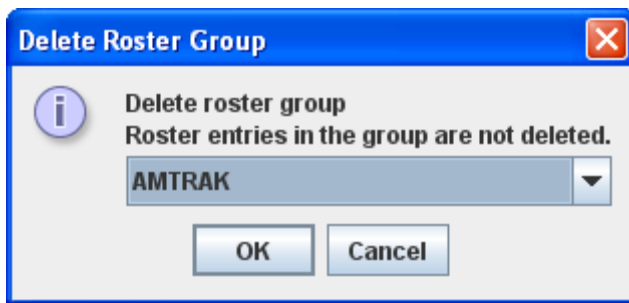 Delete Roster Group
Delete roster group
Roster entries in the group are not deleted.
AMTRAK
OK
Cancel